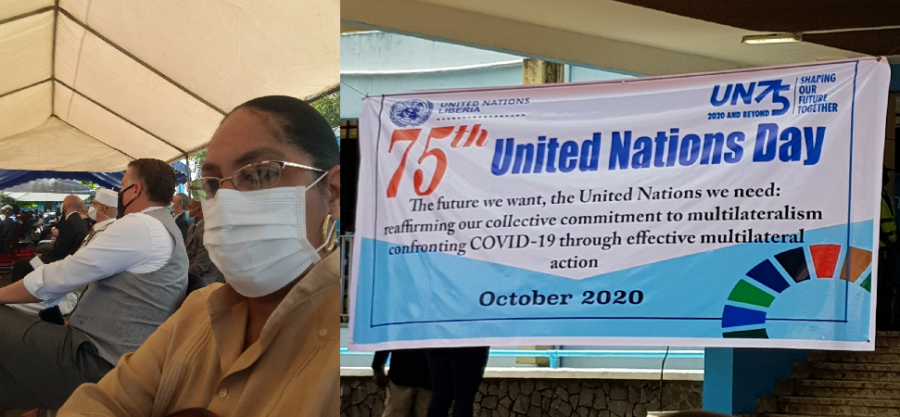 UNITED NATIONS
LIBERIA
UN75
2020 AND BEYOND
SHAPING
OUR
FUTURE
TOGETHER
75th United Nations Day
The future we want, the United Nations we need:
reaffirming our collective commitment to multilateralism
confronting COVID-19 through effective multilateral
action
October 2020